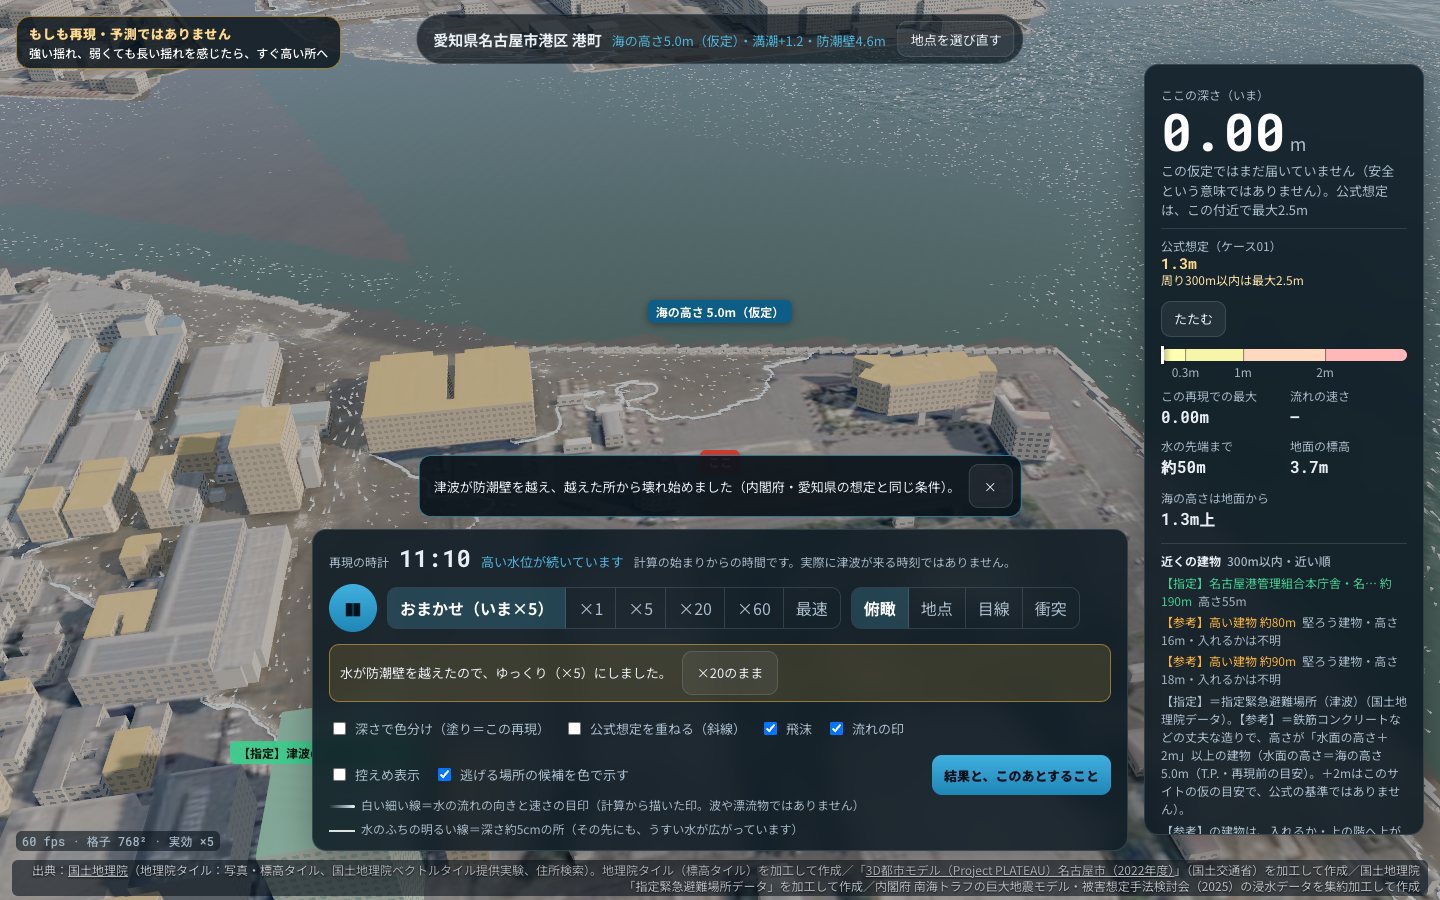 もしも再現・予測ではありません
強い揺れ、弱くても長い揺れを感じたら、すぐ高い所へ
愛知県名古屋市港区 港町 海の高さ5.0m（仮定）・満潮+1.2・防潮壁4.6m 地点を選び直す
海の高さ 5.0m（仮定）
ここの深さ（いま）
0.00 m
この仮定ではまだ届いていません（安全
という意味ではありません）。公式想定
は、この付近で最大2.5m
公式想定（ケース01）
1.3m
周り300m以内は最大2.5m
たたむ
0.3m 1m 2m
この再現での最大 流れの速さ
0.00m —
水の先端まで 地面の標高
約50m 3.7m
海の高さは地面から
1.3m上
近くの建物 300m以内・近い順
【指定】名古屋港管理組合本庁舎・名… 約
190m 高さ55m
【参考】高い建物 約80m 堅ろう建物・高さ
16m・入れるかは不明
【参考】高い建物 約90m 堅ろう建物・高さ
18m・入れるかは不明
【指定】＝指定緊急避難場所（津波）（国土地
理院データ）。【参考】＝鉄筋コンクリートな
どの丈夫な造りで、高さが「水面の高さ＋
2m」以上の建物（水面の高さ＝海の高さ
5.0m（T.P.・再現前の目安）。＋2mはこのサ
イトの仮の目安で、公式の基準ではありませ
ん）。
【参考】の建物は、入れるか・上の階へ上が
ここ
津波が防潮壁を越え、越えた所から壊れ始めました（内閣府・愛知県の想定と同じ条件）。 ×
再現の時計 11:10 高い水位が続いています 計算の始まりからの時間です。実際に津波が来る時刻ではありません。
おまかせ（いま×5） ×1 ×5 ×20 ×60 最速 俯瞰 地点 目線 衝突
水が防潮壁を越えたので、ゆっくり（×5）にしました。 ×20のまま
深さで色分け（塗り＝この再現） 公式想定を重ねる（斜線） 飛沫 流れの印
控えめ表示 逃げる場所の候補を色で示す 結果と、このあとすること
白い細い線＝水の流れの向きと速さの目印（計算から描いた印。波や漂流物ではありません）
水のふちの明るい線＝深さ約5cmの所（その先にも、うすい水が広がっています）
【指定】津波
60 fps · 格子 768² · 実効 ×5
出典：国土地理院（地理院タイル：写真・標高タイル、国土地理院ベクトルタイル提供実験、住所検索）。地理院タイル（標高タイル）を加工して作成／「3D都市モデル（Project PLATEAU）名古屋市（2022年度）」（国土交通省）を加工して作成／国土地理院
「指定緊急避難場所データ」を加工して作成／内閣府 南海トラフの巨大地震モデル・被害想定手法検討会（2025）の浸水データを集約加工して作成